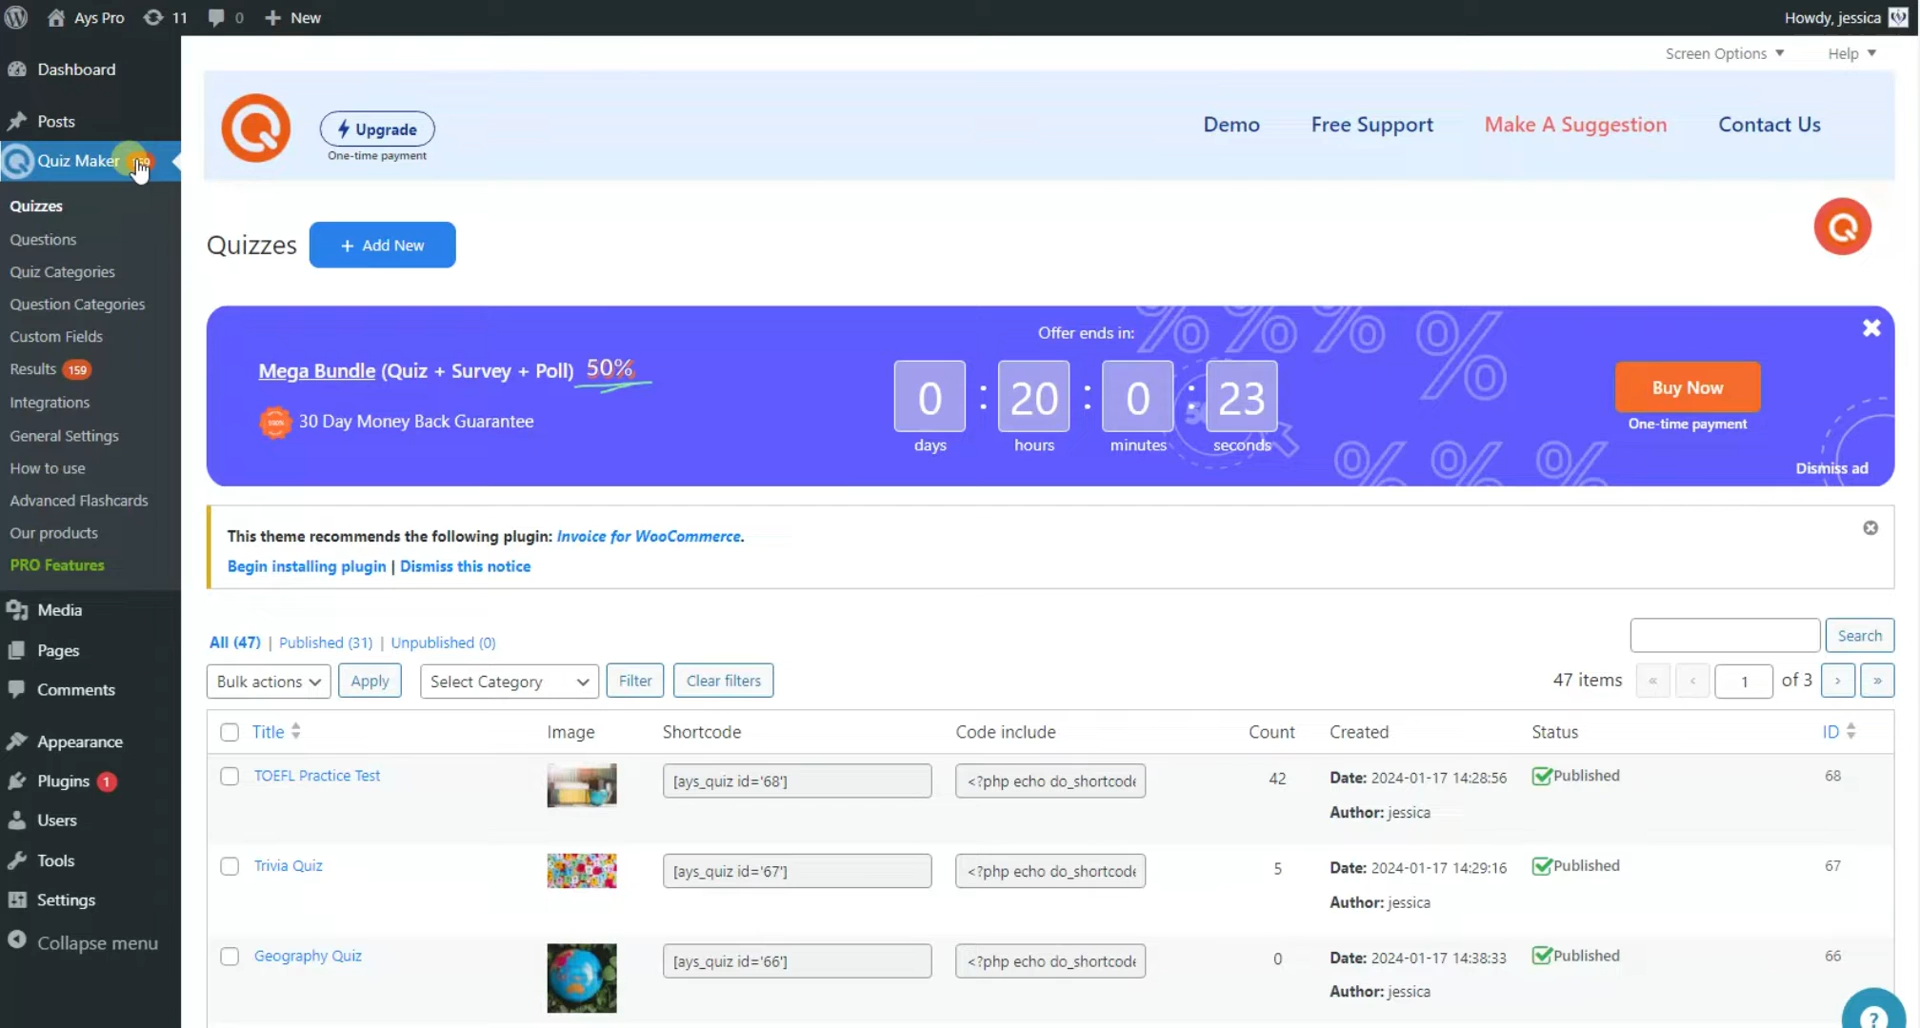 Ays Pro 11 0 + New Howdy, jessica
Screen Options Help
Dashboard
Posts
Quiz Maker
Quizzes
Questions
Quiz Categories
Question Categories
Custom Fields
Results 159
Integrations
General Settings
How to use
Advanced Flashcards
Our products
PRO Features
Media
Pages
Comments
Appearance
Plugins 1
Users
Tools
Settings
Collapse menu
Upgrade
One-time payment
Demo Free Support Make A Suggestion Contact Us
Quizzes + Add New
Mega Bundle (Quiz + Survey + Poll) 50%
30 Day Money Back Guarantee
100%
Offer ends in:
0 : 20 : 0 : 23
days hours minutes seconds
Buy Now
One-time payment
Dismiss ad
This theme recommends the following plugin: Invoice for WooCommerce.
Begin installing plugin | Dismiss this notice
All (47) | Published (31) | Unpublished (0)
Search
Bulk actions Apply Select Category Filter Clear filters 47 items « ‹ 1 of 3 › »
Title Image Shortcode Code include Count Created Status ID
TOEFL Practice Test [ays_quiz id='68'] <?php echo do_shortcode 42 Date: 2024-01-17 14:28:56 Published 68
Author: jessica
Trivia Quiz [ays_quiz id='67'] <?php echo do_shortcode 5 Date: 2024-01-17 14:29:16 Published 67
Author: jessica
Geography Quiz [ays_quiz id='66'] <?php echo do_shortcode 0 Date: 2024-01-17 14:38:33 Published 66
Author: jessica
?